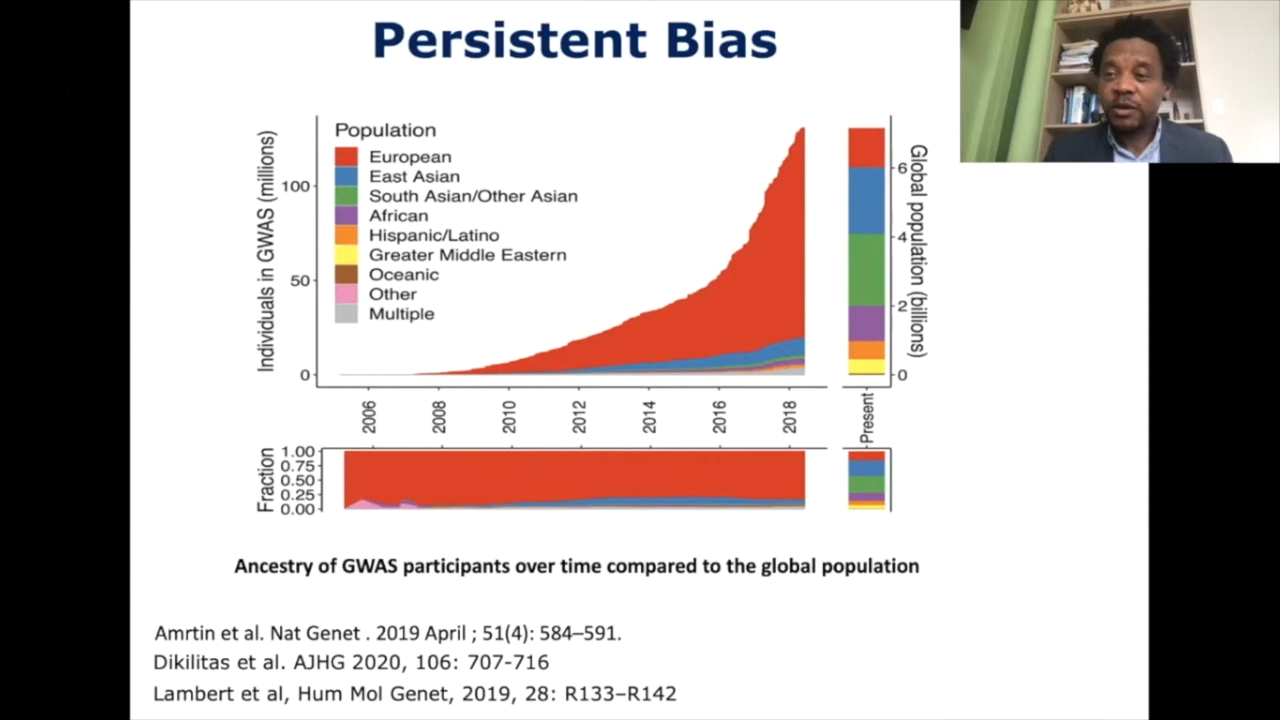 Persistent Bias
Population
European
East Asian
South Asian/Other Asian
African
Hispanic/Latino
Greater Middle Eastern
Oceanic
Other
Multiple
Individuals in GWAS (millions)
100
50
0
Global population (billions)
6
4
2
0
2006
2008
2010
2012
2014
2016
2018
Present
Fraction
1.00
0.75
0.50
0.25
0.00
Ancestry of GWAS participants over time compared to the global population
Amrtin et al. Nat Genet . 2019 April ; 51(4): 584–591.
Dikilitas et al. AJHG 2020, 106: 707-716
Lambert et al, Hum Mol Genet, 2019, 28: R133–R142